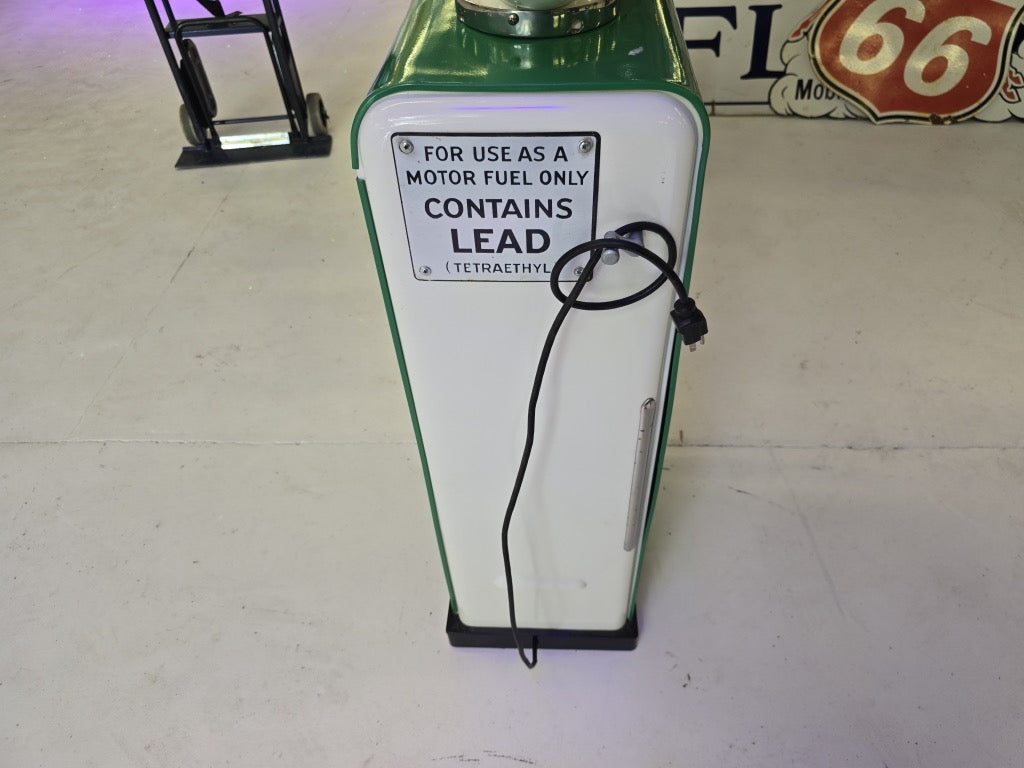 FOR USE AS A
MOTOR FUEL ONLY
CONTAINS
LEAD
(TETRAETHYL
66